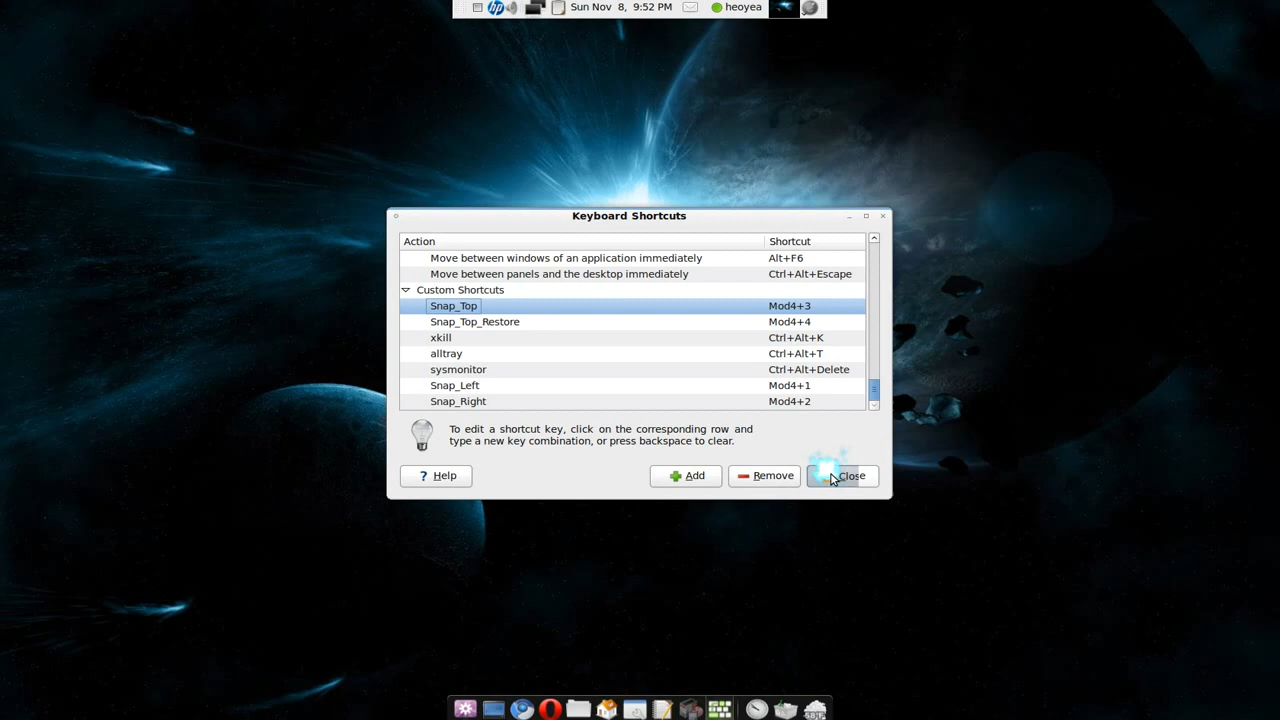 hp Sun Nov 8, 9:52 PM heoyea
Keyboard Shortcuts
Action Shortcut
Move between windows of an application immediately Alt+F6
Move between panels and the desktop immediately Ctrl+Alt+Escape
Custom Shortcuts
Snap_Top Mod4+3
Snap_Top_Restore Mod4+4
xkill Ctrl+Alt+K
alltray Ctrl+Alt+T
sysmonitor Ctrl+Alt+Delete
Snap_Left Mod4+1
Snap_Right Mod4+2
To edit a shortcut key, click on the corresponding row and
type a new key combination, or press backspace to clear.
? Help Add Remove Close